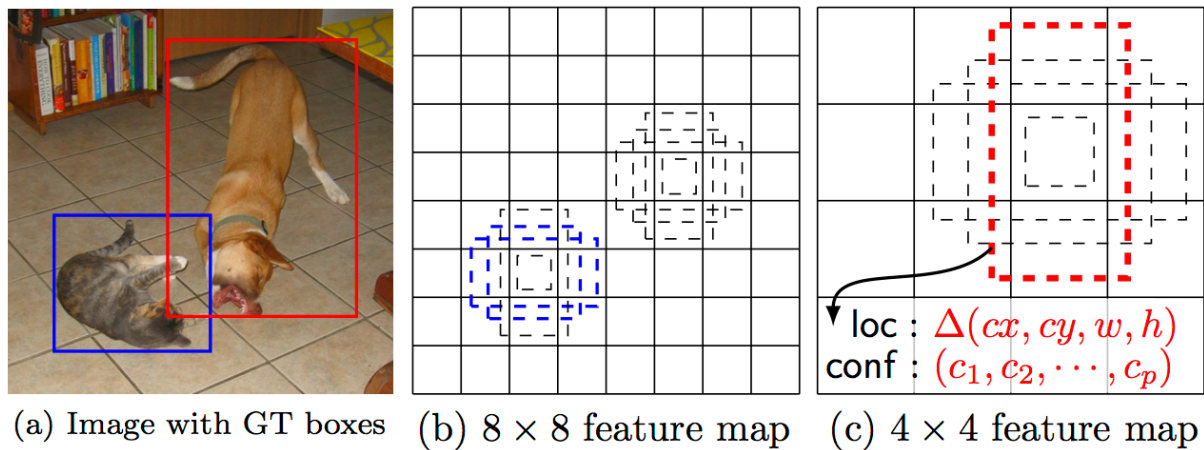 loc : Δ(cx, cy, w, h)
conf : (c₁, c₂, ⋯, cₚ)
(a) Image with GT boxes
(b) 8 × 8 feature map
(c) 4 × 4 feature map